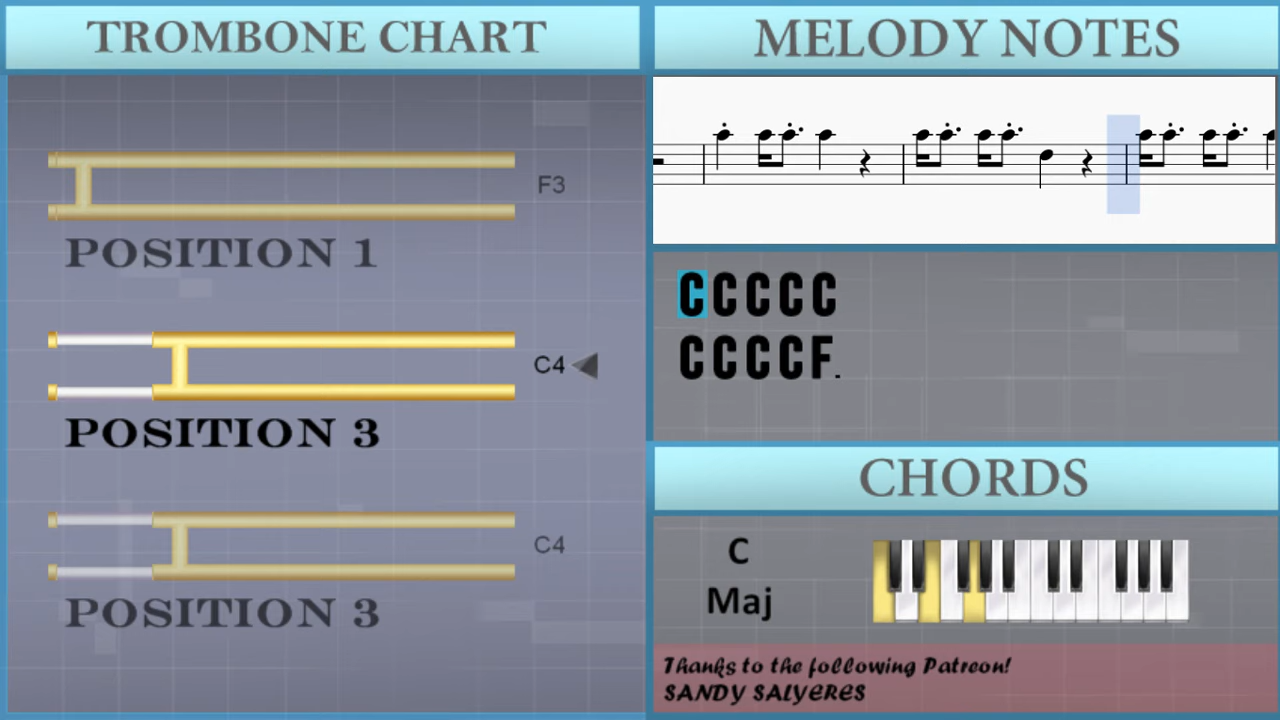 TROMBONE CHART
F3
POSITION 1
C4
POSITION 3
C4
POSITION 3
MELODY NOTES
CCCCC
CCCCF.
CHORDS
C
Maj
Thanks to the following Patreon!
SANDY SALYERES